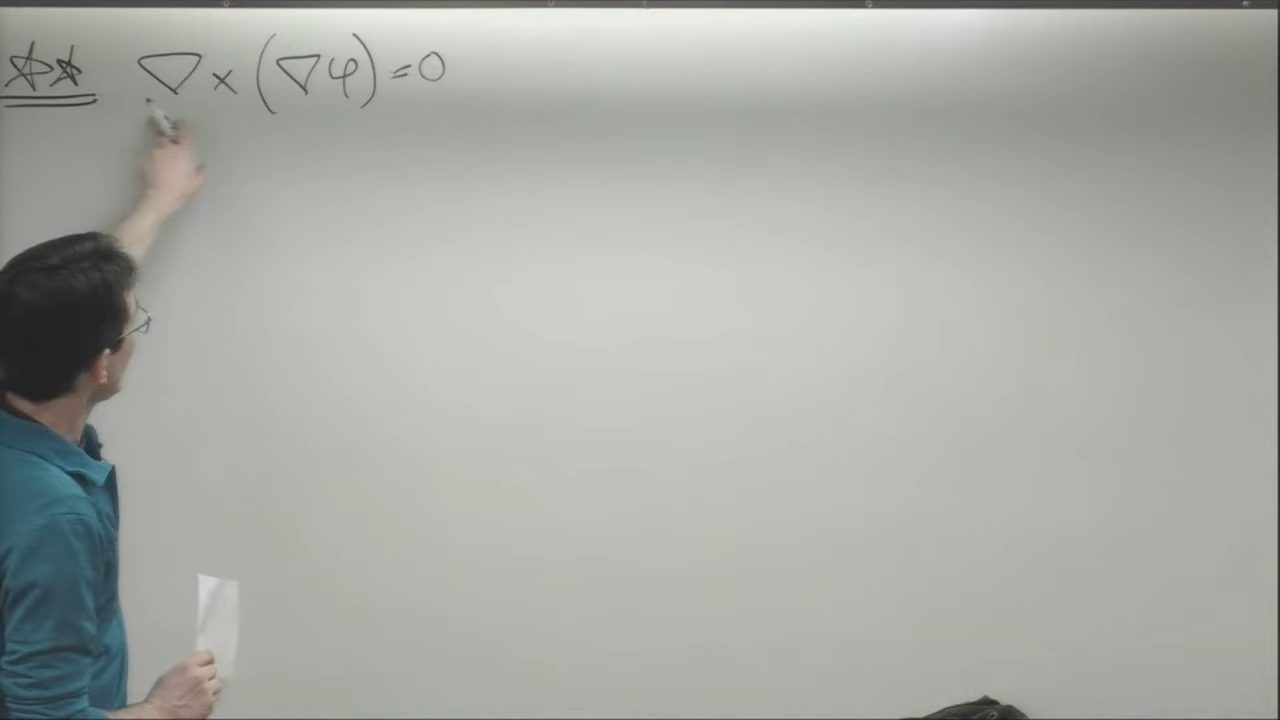 ☆☆ ∇ × (∇φ) = 0